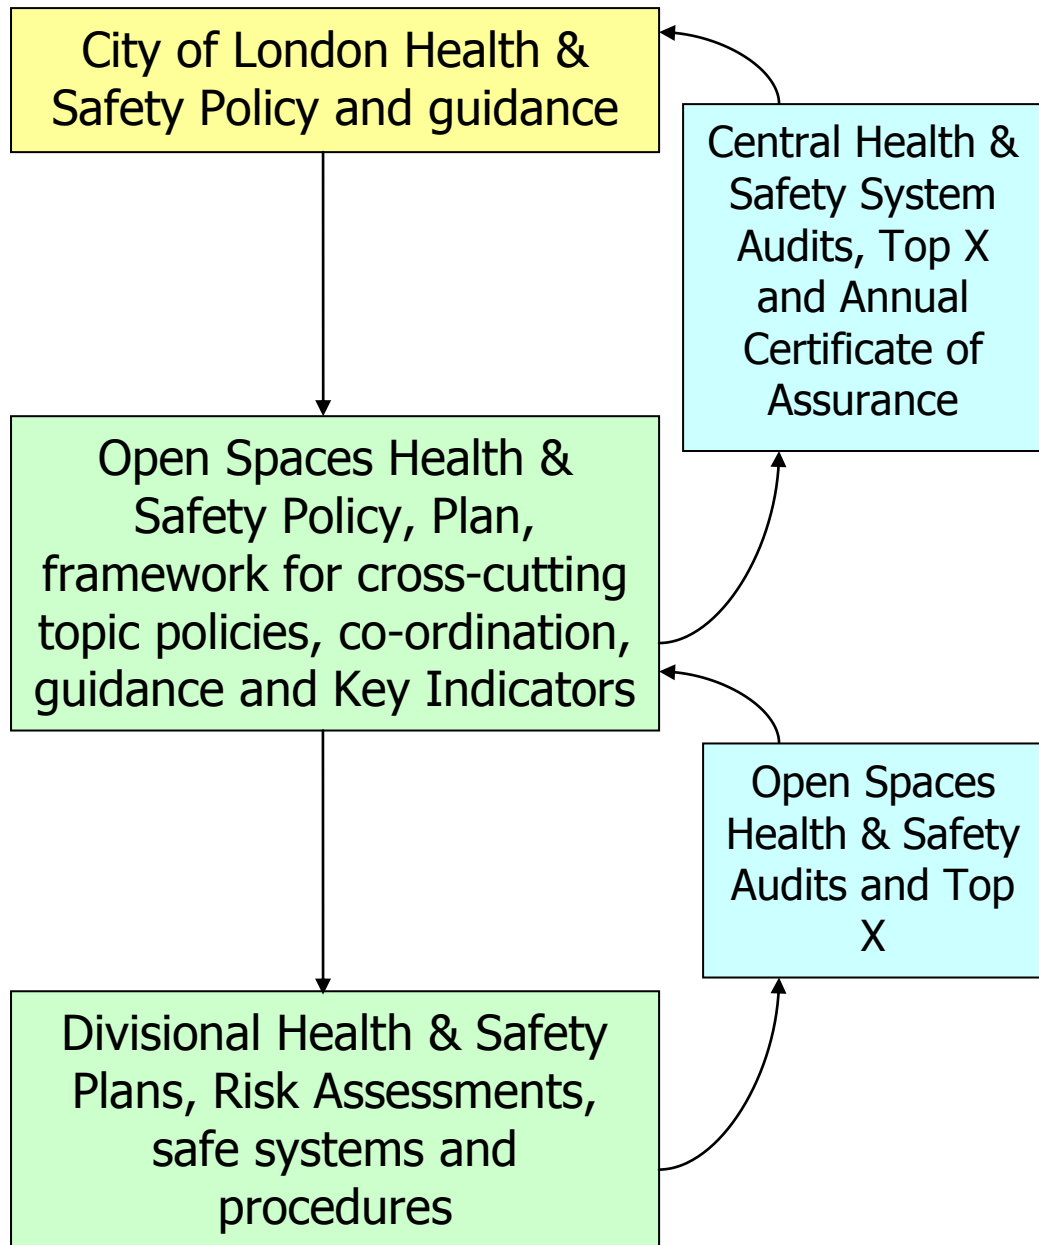 City of London Health &
Safety Policy and guidance
Central Health &
Safety System
Audits, Top X
and Annual
Certificate of
Assurance
Open Spaces Health &
Safety Policy, Plan,
framework for cross-cutting
topic policies, co-ordination,
guidance and Key Indicators
Open Spaces
Health & Safety
Audits and Top
X
Divisional Health & Safety
Plans, Risk Assessments,
safe systems and
procedures